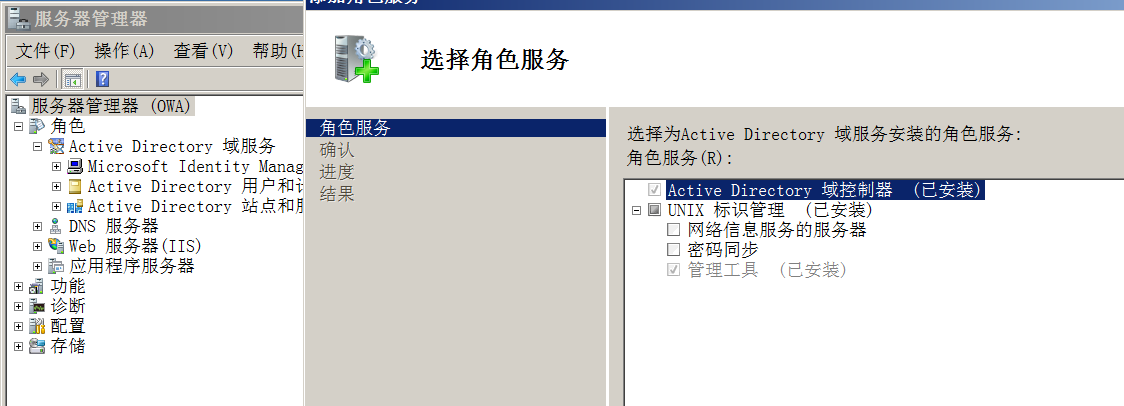 服务器管理器
文件(F) 操作(A) 查看(V) 帮助(H
服务器管理器 (OWA)
角色
Active Directory 域服务
Microsoft Identity Manag
Active Directory 用户和
Active Directory 站点和
DNS 服务器
Web 服务器(IIS)
应用程序服务器
功能
诊断
配置
存储
添加角色服务
选择角色服务
角色服务
确认
进度
结果
选择为Active Directory 域服务安装的角色服务:
角色服务(R):
Active Directory 域控制器 (已安装)
UNIX 标识管理 (已安装)
网络信息服务的服务器
密码同步
管理工具 (已安装)